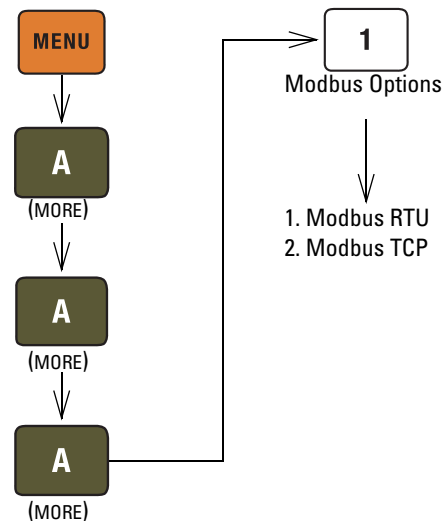 MENU
A
(MORE)
A
(MORE)
A
(MORE)
1
Modbus Options
1. Modbus RTU
2. Modbus TCP